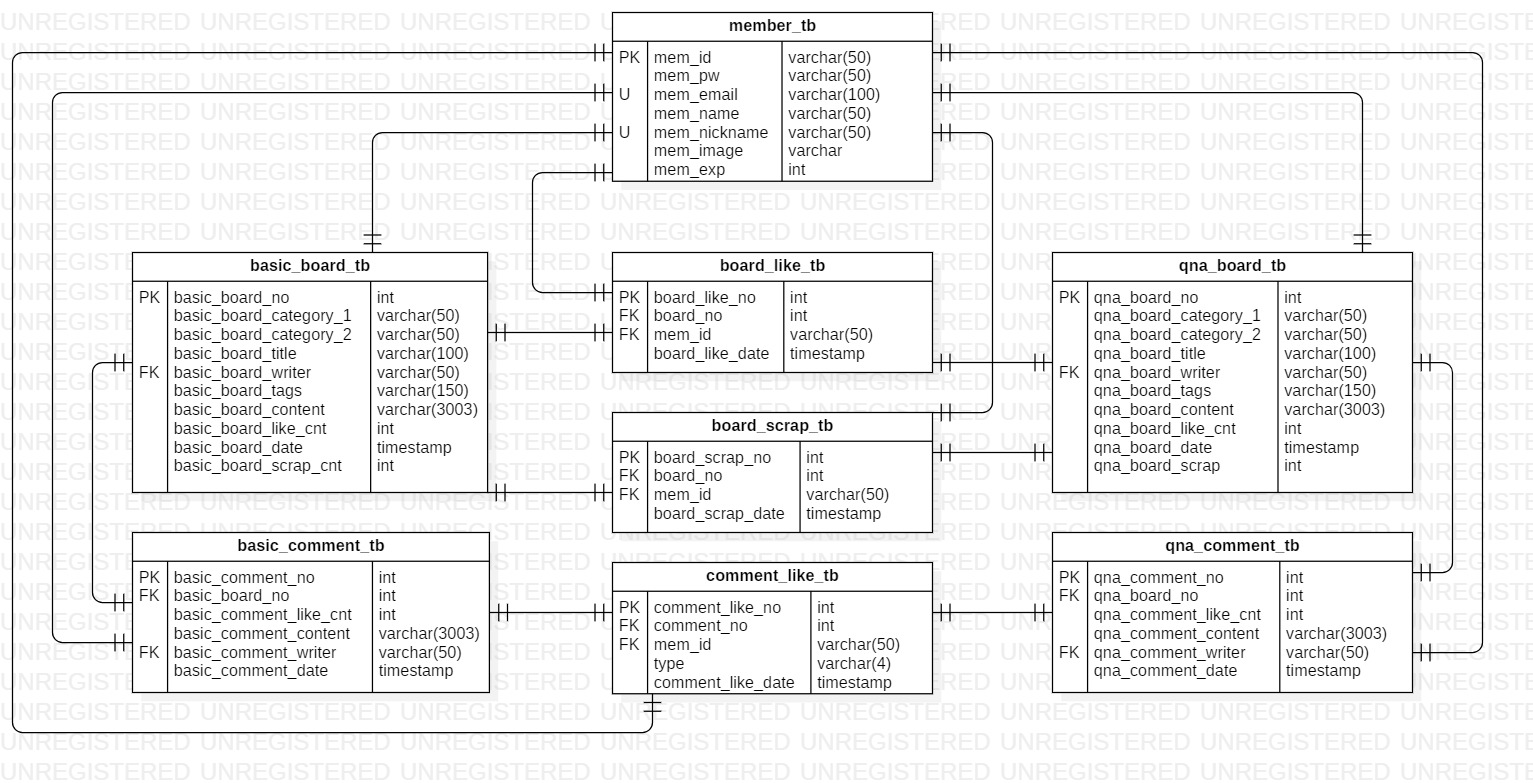 member_tb
PK mem_id varchar(50)
mem_pw varchar(50)
U mem_email varchar(100)
mem_name varchar(50)
U mem_nickname varchar(50)
mem_image varchar
mem_exp int
basic_board_tb
PK basic_board_no int
basic_board_category_1 varchar(50)
basic_board_category_2 varchar(50)
basic_board_title varchar(100)
FK basic_board_writer varchar(50)
basic_board_tags varchar(150)
basic_board_content varchar(3003)
basic_board_like_cnt int
basic_board_date timestamp
basic_board_scrap_cnt int
board_like_tb
PK board_like_no int
FK board_no int
FK mem_id varchar(50)
board_like_date timestamp
qna_board_tb
PK qna_board_no int
qna_board_category_1 varchar(50)
qna_board_category_2 varchar(50)
qna_board_title varchar(100)
FK qna_board_writer varchar(50)
qna_board_tags varchar(150)
qna_board_content varchar(3003)
qna_board_like_cnt int
qna_board_date timestamp
qna_board_scrap int
board_scrap_tb
PK board_scrap_no int
FK board_no int
FK mem_id varchar(50)
board_scrap_date timestamp
basic_comment_tb
PK basic_comment_no int
FK basic_board_no int
basic_comment_like_cnt int
basic_comment_content varchar(3003)
FK basic_comment_writer varchar(50)
basic_comment_date timestamp
comment_like_tb
PK comment_like_no int
FK comment_no int
FK mem_id varchar(50)
type varchar(4)
comment_like_date timestamp
qna_comment_tb
PK qna_comment_no int
FK qna_board_no int
qna_comment_like_cnt int
qna_comment_content varchar(3003)
FK qna_comment_writer varchar(50)
qna_comment_date timestamp
UNREGISTERED